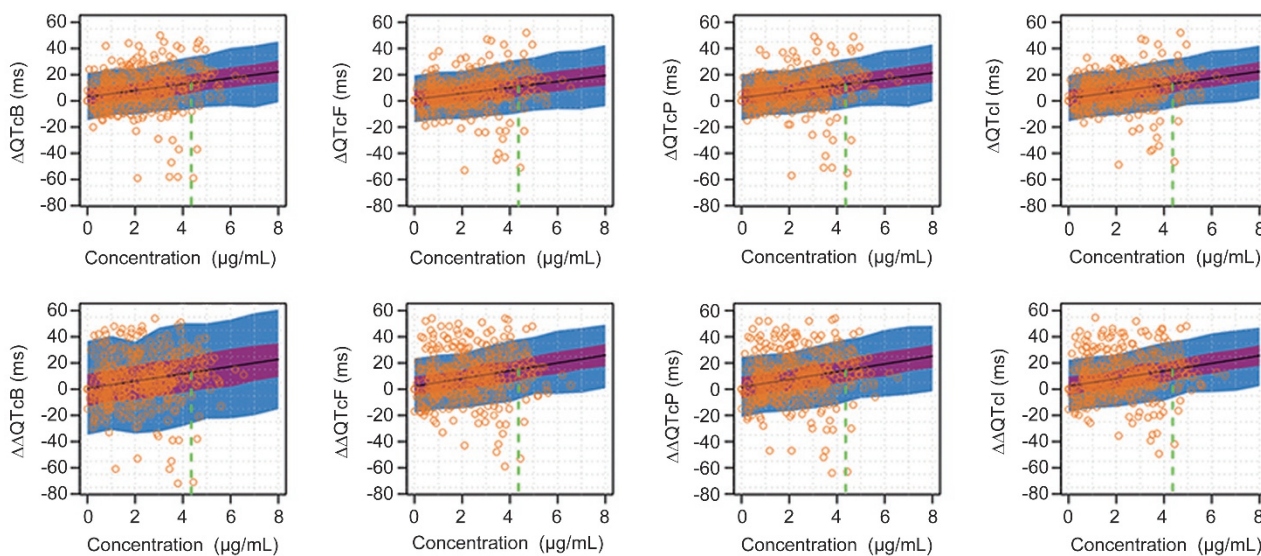 60
40
20
0
-20
-40
-60
-80
ΔQTcB (ms)
0 2 4 6 8
Concentration (µg/mL)
60
40
20
0
-20
-40
-60
-80
ΔQTcF (ms)
0 2 4 6 8
Concentration (µg/mL)
60
40
20
0
-20
-40
-60
-80
ΔQTcP (ms)
0 2 4 6 8
Concentration (µg/mL)
60
40
20
0
-20
-40
-60
-80
ΔQTcI (ms)
0 2 4 6 8
Concentration (µg/mL)
60
40
20
0
-20
-40
-60
-80
ΔΔQTcB (ms)
0 2 4 6 8
Concentration (µg/mL)
60
40
20
0
-20
-40
-60
-80
ΔΔQTcF (ms)
0 2 4 6 8
Concentration (µg/mL)
60
40
20
0
-20
-40
-60
-80
ΔΔQTcP (ms)
0 2 4 6 8
Concentration (µg/mL)
60
40
20
0
-20
-40
-60
-80
ΔΔQTcI (ms)
0 2 4 6 8
Concentration (µg/mL)